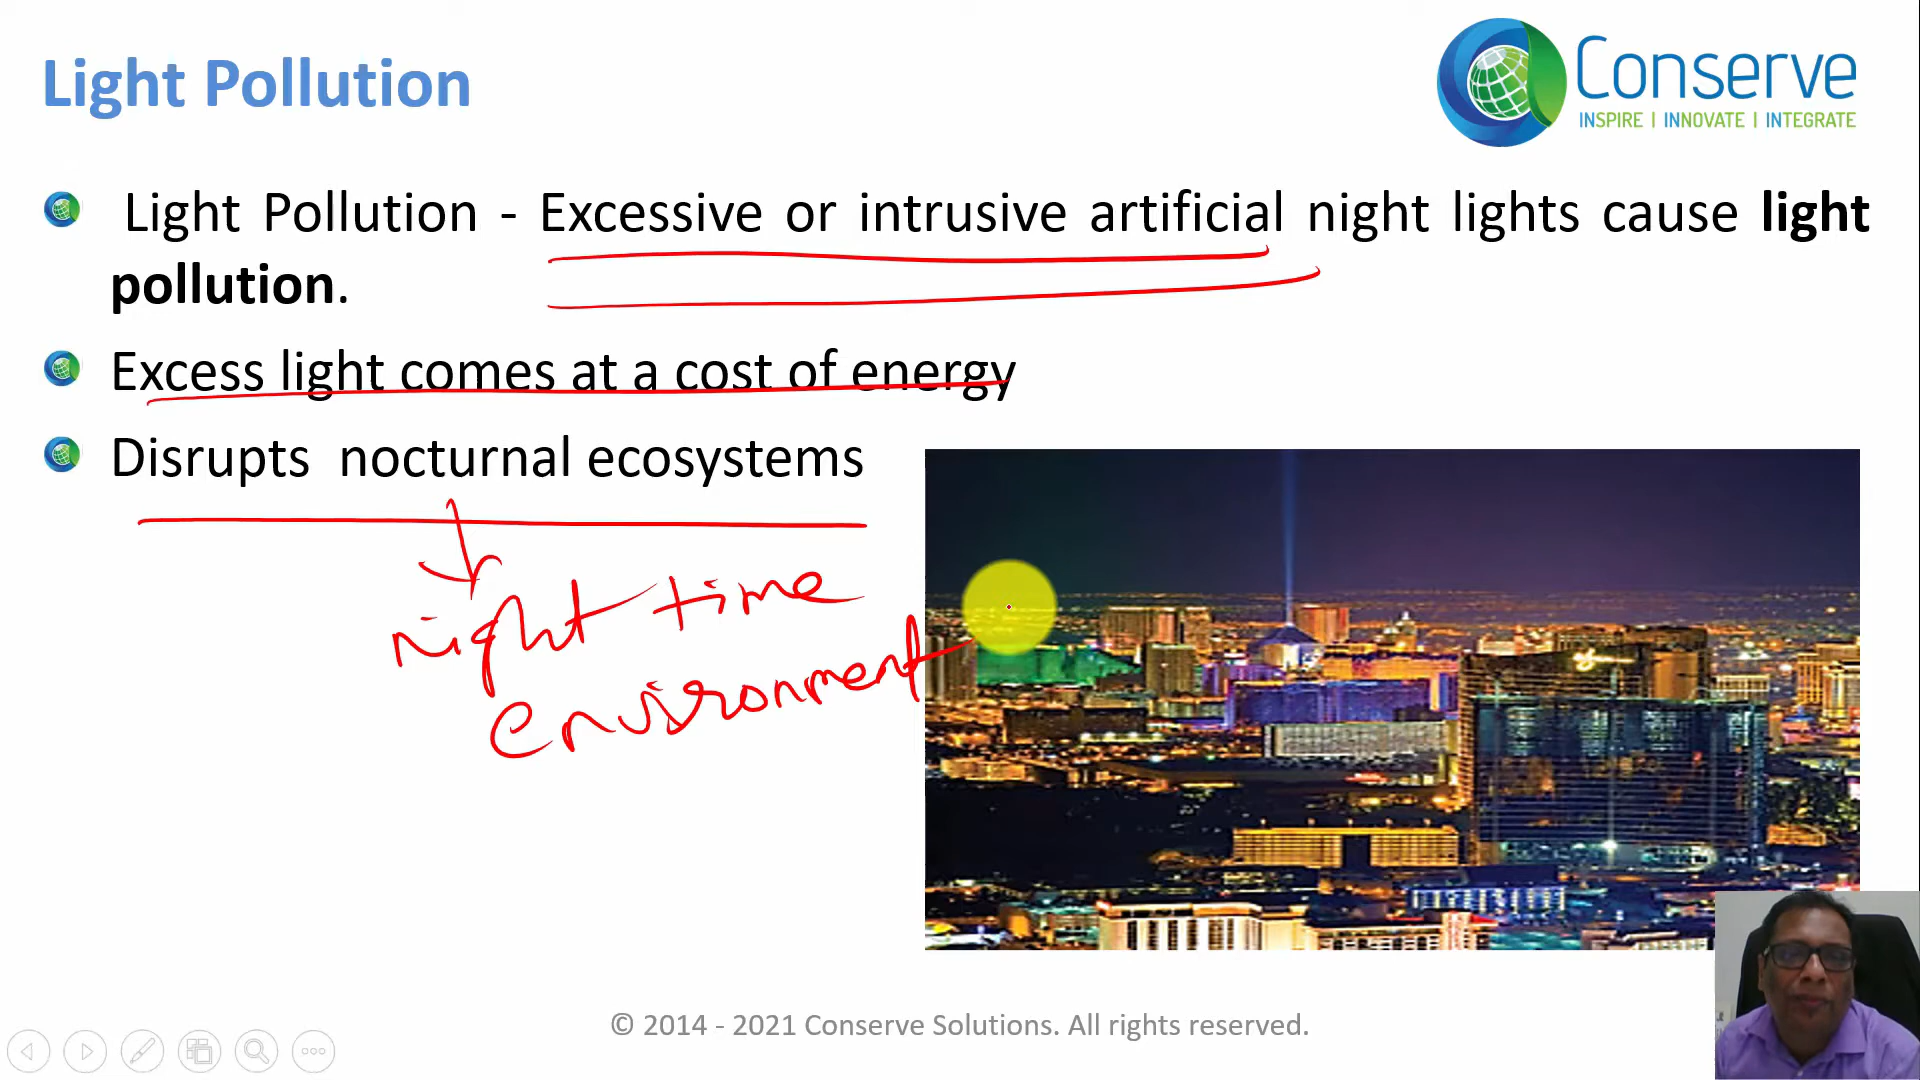 Light Pollution
Conserve
INSPIRE | INNOVATE | INTEGRATE
Light Pollution - Excessive or intrusive artificial night lights cause light
pollution.
Excess light comes at a cost of energy
Disrupts nocturnal ecosystems
night time
environment
© 2014 - 2021 Conserve Solutions. All rights reserved.